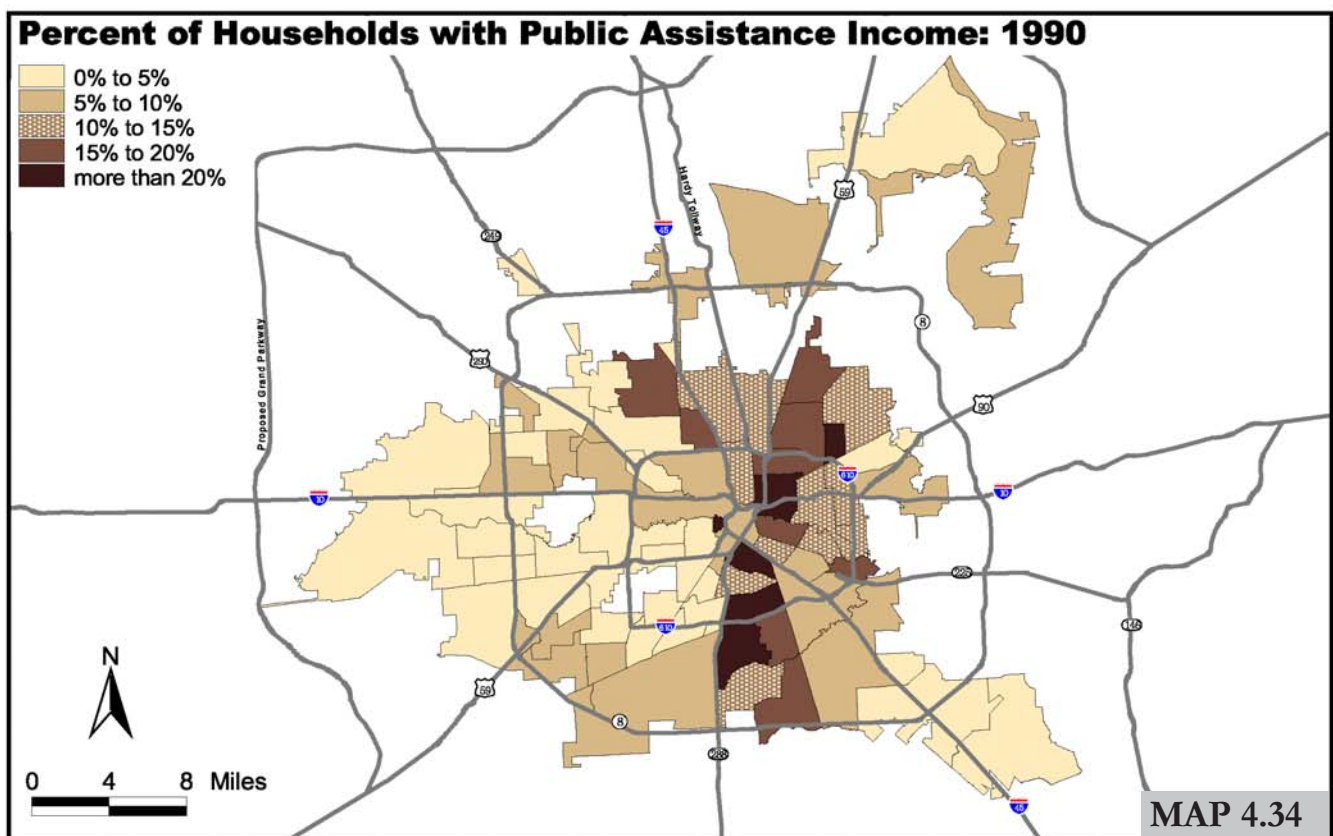 Percent of Households with Public Assistance Income: 1990
0% to 5%
5% to 10%
10% to 15%
15% to 20%
more than 20%
Hardy Tollway
59
45
249
8
Proposed Grand Parkway
290
90
610
10
10
225
146
610
N
59
8
288
0 4 8 Miles
45
MAP 4.34